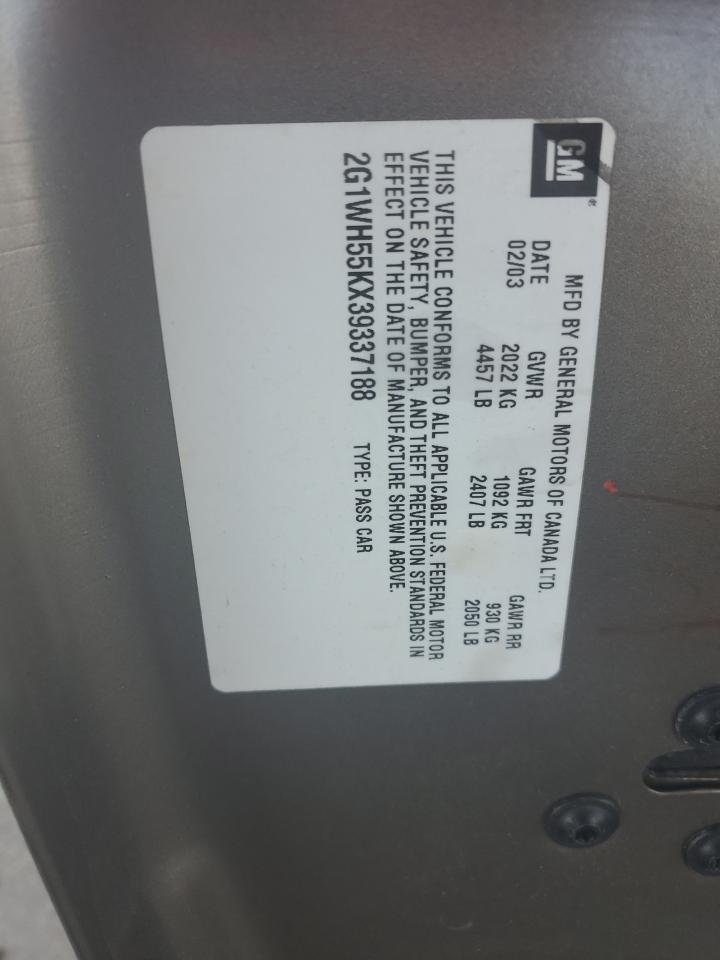 GM
MFD BY GENERAL MOTORS OF CANADA LTD.
DATE GVWR GAWR FRT GAWR RR
02/03 2022 KG 1092 KG 930 KG
4457 LB 2407 LB 2050 LB
THIS VEHICLE CONFORMS TO ALL APPLICABLE U.S. FEDERAL MOTOR
VEHICLE SAFETY, BUMPER, AND THEFT PREVENTION STANDARDS IN
EFFECT ON THE DATE OF MANUFACTURE SHOWN ABOVE.
2G1WH55KX39337188 TYPE: PASS CAR